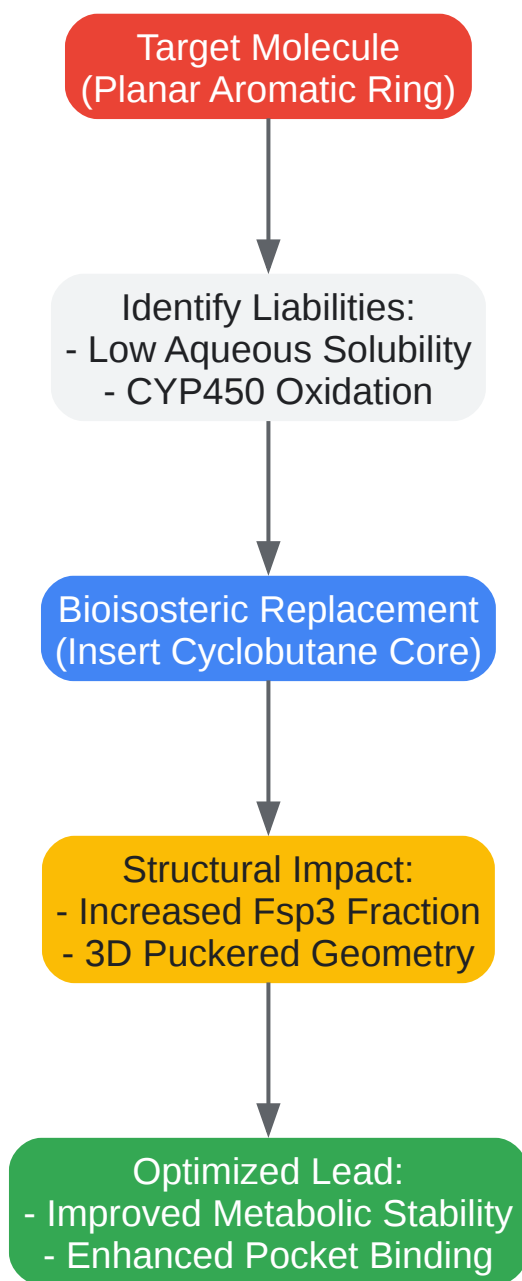 Target Molecule
(Planar Aromatic Ring)
Identify Liabilities:
- Low Aqueous Solubility
- CYP450 Oxidation
Bioisosteric Replacement
(Insert Cyclobutane Core)
Structural Impact:
- Increased Fsp3 Fraction
- 3D Puckered Geometry
Optimized Lead:
- Improved Metabolic Stability
- Enhanced Pocket Binding